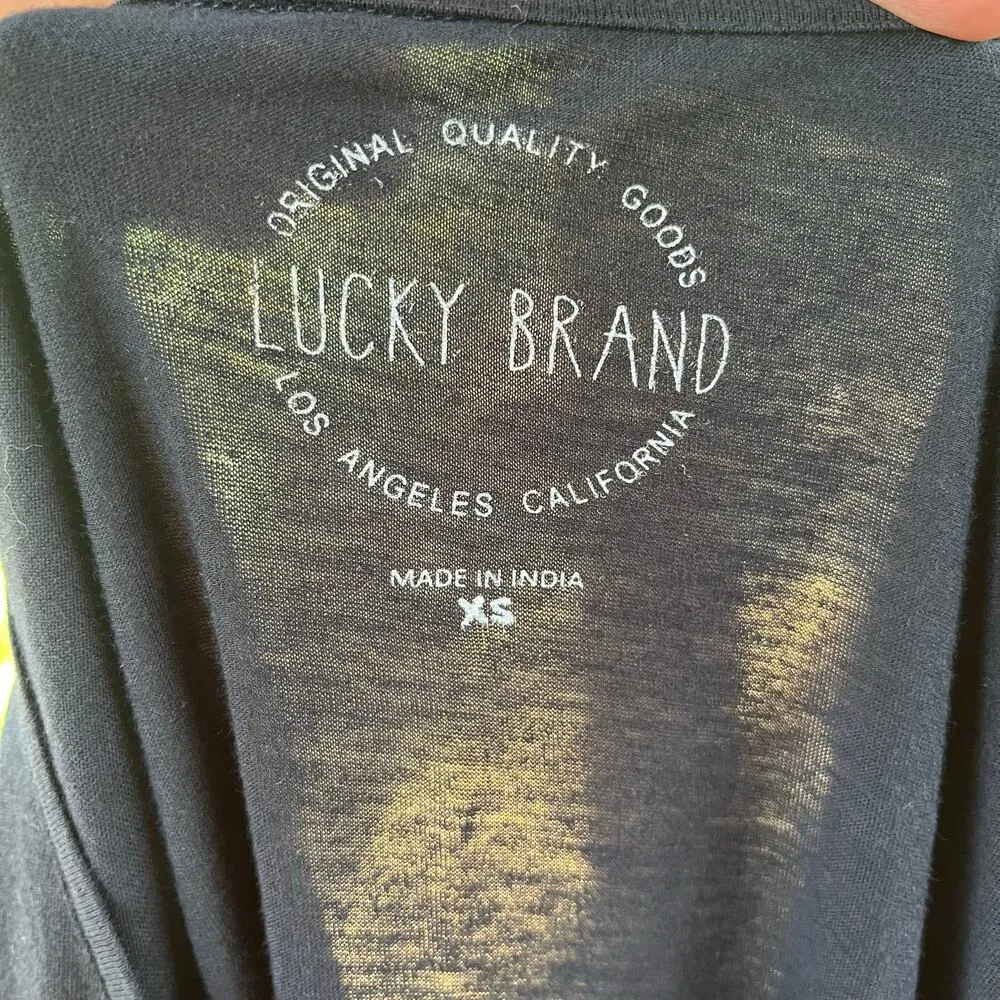 ORIGINAL QUALITY GOODS
LUCKY BRAND
LOS ANGELES CALIFORNIA
MADE IN INDIA
XS